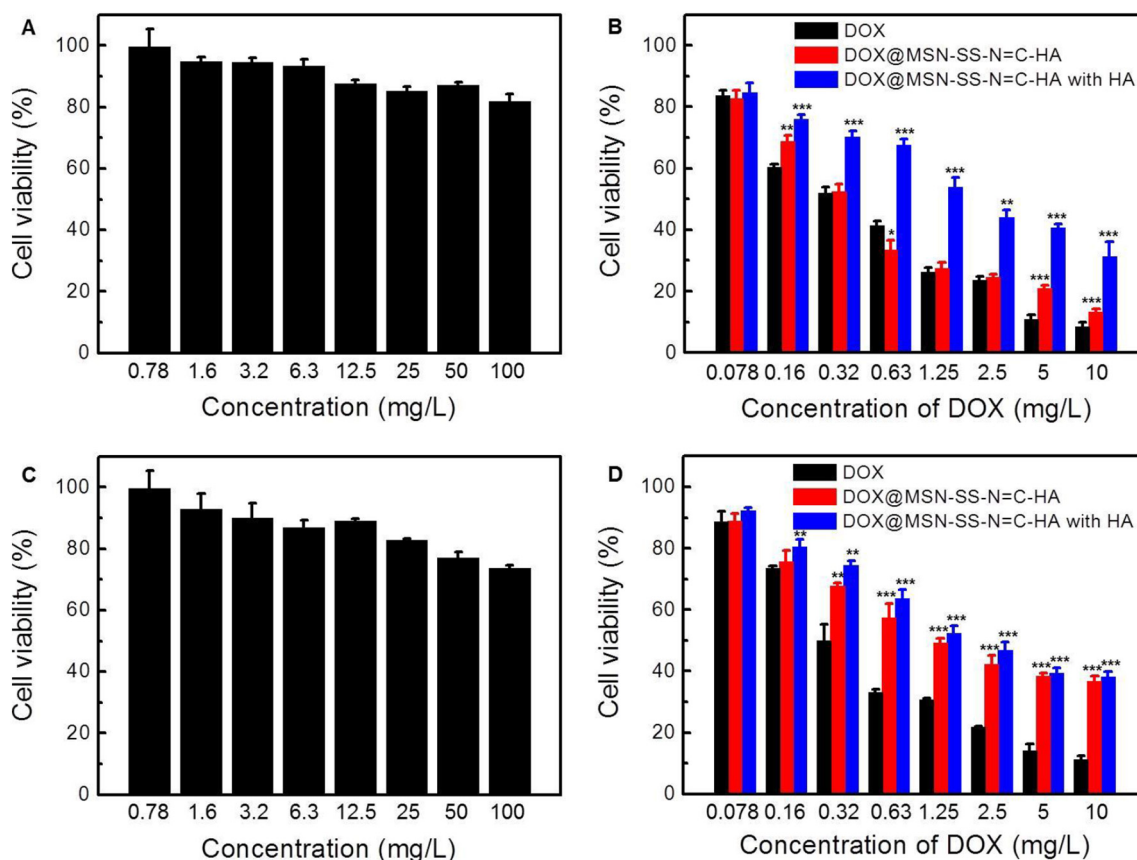 A
Cell viability (%)
100
80
60
40
20
0
0.78 1.6 3.2 6.3 12.5 25 50 100
Concentration (mg/L)
B
DOX
DOX@MSN-SS-N=C-HA
DOX@MSN-SS-N=C-HA with HA
Cell viability (%)
100
80
60
40
20
0
** *** *** *** * *** ** *** *** *** ***
0.078 0.16 0.32 0.63 1.25 2.5 5 10
Concentration of DOX (mg/L)
C
Cell viability (%)
100
80
60
40
20
0
0.78 1.6 3.2 6.3 12.5 25 50 100
Concentration (mg/L)
D
DOX
DOX@MSN-SS-N=C-HA
DOX@MSN-SS-N=C-HA with HA
Cell viability (%)
100
80
60
40
20
0
** ** ** *** *** *** *** *** *** *** *** *** ***
0.078 0.16 0.32 0.63 1.25 2.5 5 10
Concentration of DOX (mg/L)